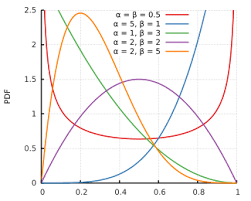 2.5
2
1.5
1
0.5
0
PDF
α = β = 0.5
α = 5, β = 1
α = 1, β = 3
α = 2, β = 2
α = 2, β = 5
0 0.2 0.4 0.6 0.8 1